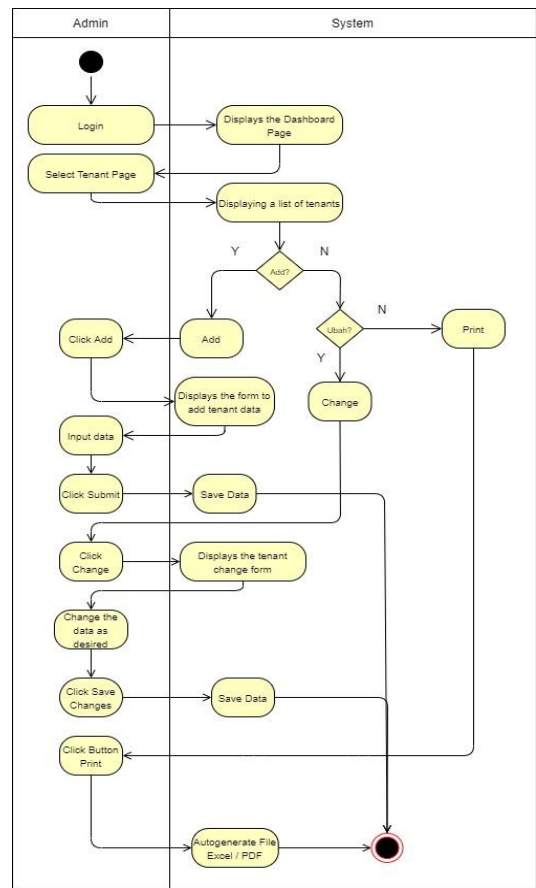 Admin
System
Login
Displays the Dashboard
Page
Select Tenant Page
Displaying a list of tenants
Y
N
Add?
N
Ubah?
Print
Click Add
Add
Y
Displays the form to
add tenant data
Change
Input data
Click Submit
Save Data
Click
Change
Displays the tenant
change form
Change the
data as
desired
Click Save
Changes
Save Data
Click Button
Print
Autogenerate File
Excel / PDF